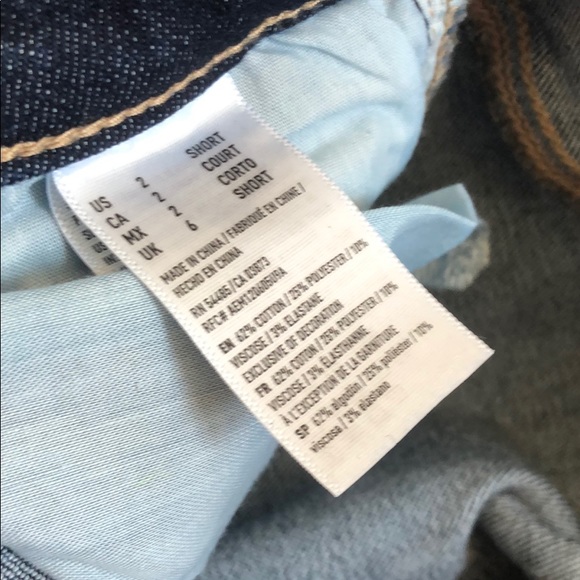 US 2 SHORT
CA 2 COURT
MX 2 CORTO
UK 6 SHORT
MADE IN CHINA / FABRIQUÉ EN CHINE /
HECHO EN CHINA
RN 54485 / CA 03073
RFC#
EN 62% COTTON / 25% POLYESTER / 10%
VISCOSE / 3% ELASTANE
EXCLUSIVE OF DECORATION
FR 62% COTON / 25% POLYESTER / 10%
VISCOSE / 3% ELASTHANNE
À L'EXCEPTION DE LA GARNITURE
SP 62% algodón / 25% poliéster / 10%
viscosa / 3% elastano